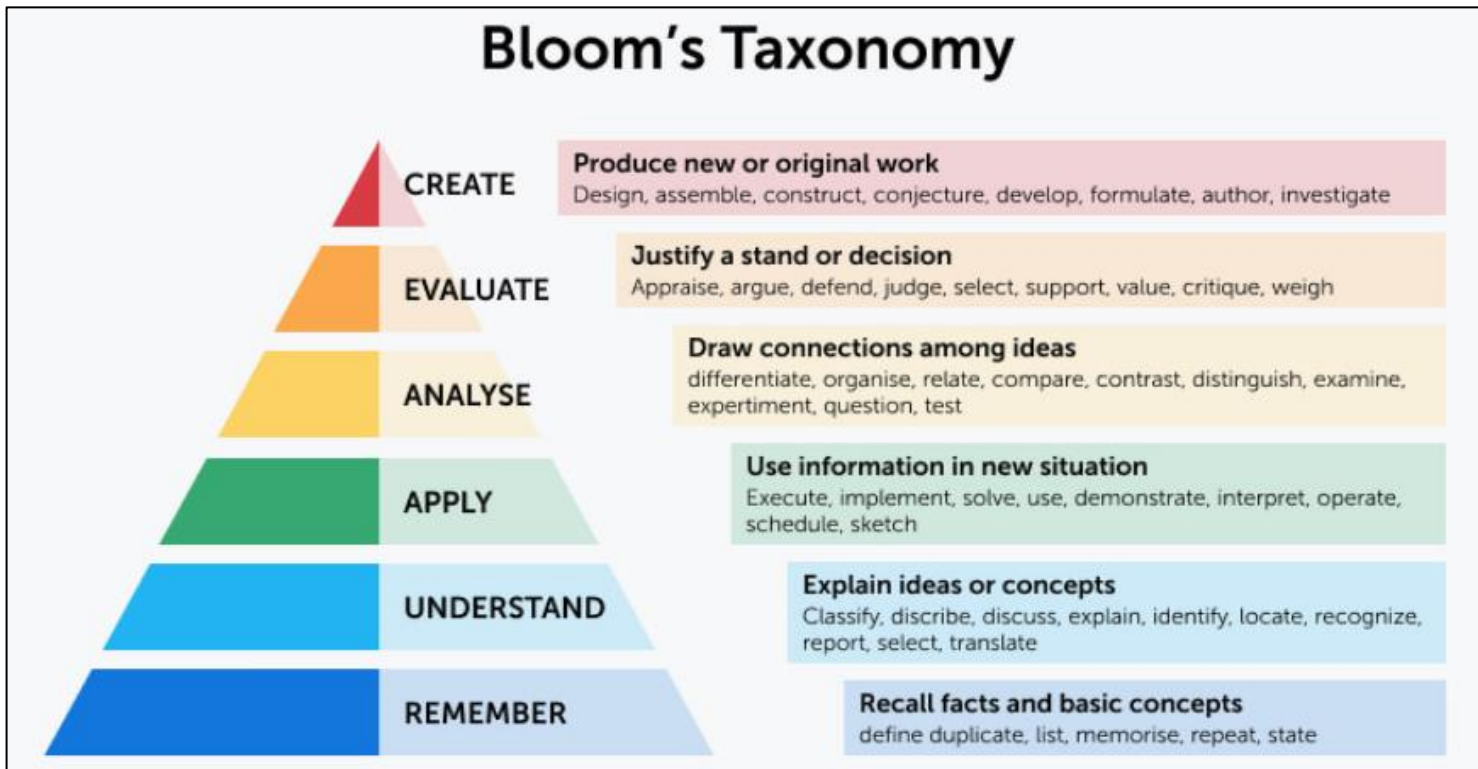 Bloom's Taxonomy
CREATE
Produce new or original work
Design, assemble, construct, conjecture, develop, formulate, author, investigate
EVALUATE
Justify a stand or decision
Appraise, argue, defend, judge, select, support, value, critique, weigh
ANALYSE
Draw connections among ideas
differentiate, organise, relate, compare, contrast, distinguish, examine,
expertiment, question, test
APPLY
Use information in new situation
Execute, implement, solve, use, demonstrate, interpret, operate,
schedule, sketch
UNDERSTAND
Explain ideas or concepts
Classify, discribe, discuss, explain, identify, locate, recognize,
report, select, translate
REMEMBER
Recall facts and basic concepts
define duplicate, list, memorise, repeat, state